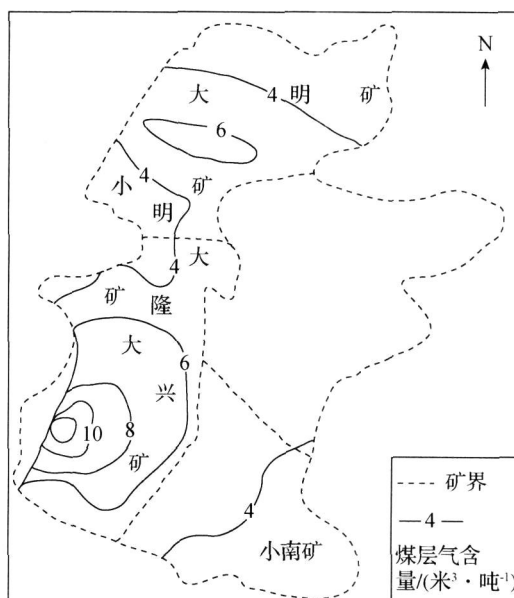 N
大 4 明 矿
6
小 4
明 矿
4 大
矿 隆
大 6
兴
10 8
矿
4
小南矿
---- 矿界
—4—
煤层气含
量/(米³·吨⁻¹)